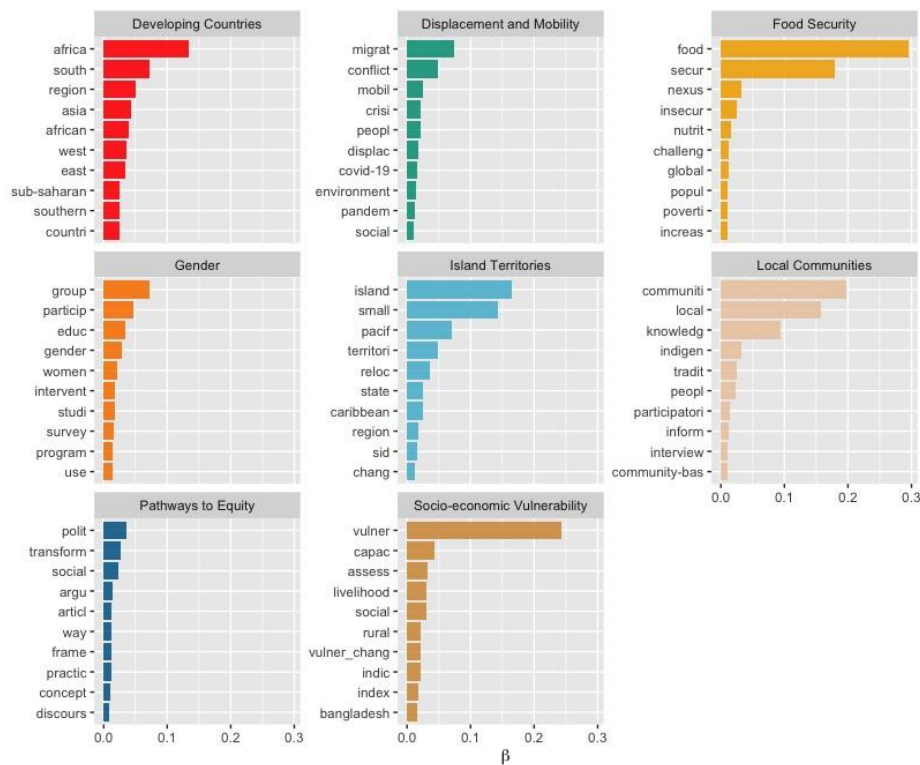 Developing Countries
africa
south
region
asia
african
west
east
sub-saharan
southern
countri
Displacement and Mobility
migrat
conflict
mobil
crisi
peopl
displac
covid-19
environment
pandem
social
Food Security
food
secur
nexus
insecur
nutrit
challeng
global
popul
poverti
increas
Gender
group
particip
educ
gender
women
intervent
studi
survey
program
use
Island Territories
island
small
pacif
territori
reloc
state
caribbean
region
sid
chang
Local Communities
communiti
local
knowledg
indigen
tradit
peopl
participatori
inform
interview
community-bas
0.0 0.1 0.2 0.3
Pathways to Equity
polit
transform
social
argu
articl
way
frame
practic
concept
discours
0.0 0.1 0.2 0.3
Socio-economic Vulnerability
vulner
capac
assess
livelihood
social
rural
vulner_chang
indic
index
bangladesh
0.0 0.1 0.2 0.3
β